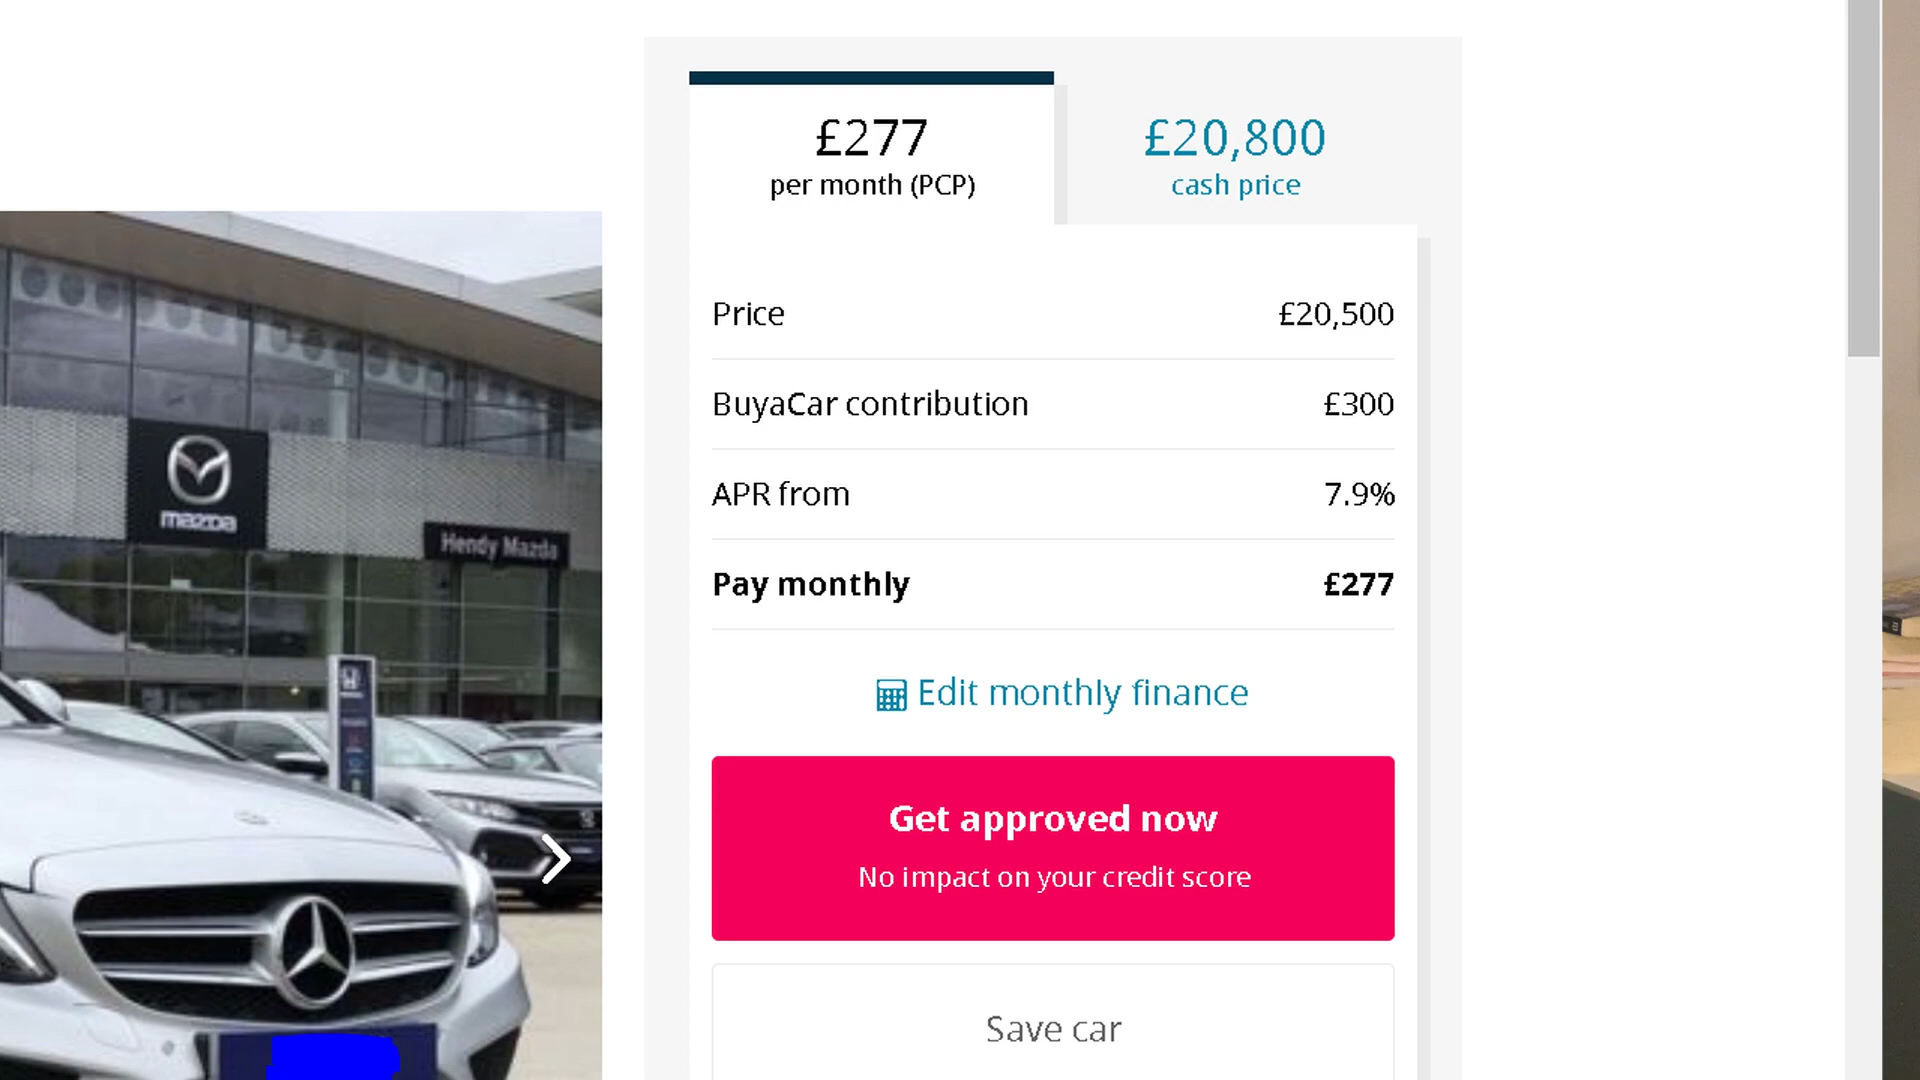 £277
per month (PCP)
£20,800
cash price
Price £20,500
BuyaCar contribution £300
APR from 7.9%
Pay monthly £277
Edit monthly finance
Get approved now
No impact on your credit score
Save car
mazda
Hendy Mazda